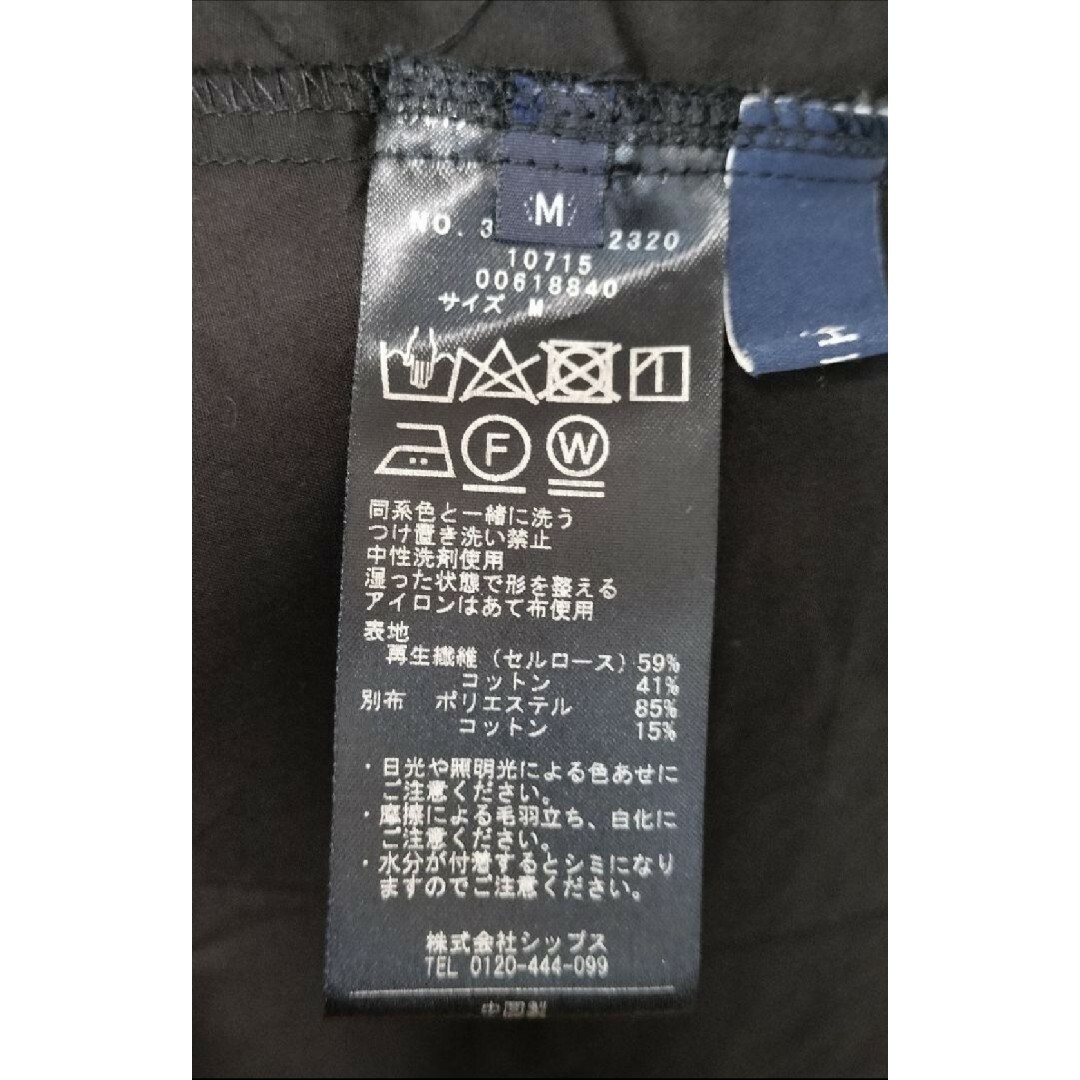 M
NO. 3 2320
10715
00618840
サイズ M
F W
同系色と一緒に洗う
つけ置き洗い禁止
中性洗剤使用
湿った状態で形を整える
アイロンはあて布使用
表地
再生繊維(セルロース) 59%
コットン 41%
別布 ポリエステル 85%
コットン 15%
・日光や照明光による色あせに
ご注意ください。
・摩擦による毛羽立ち、白化に
ご注意ください。
・水分が付着するとシミになり
ますのでご注意ください。
株式会社シップス
TEL 0120-444-099
中国製